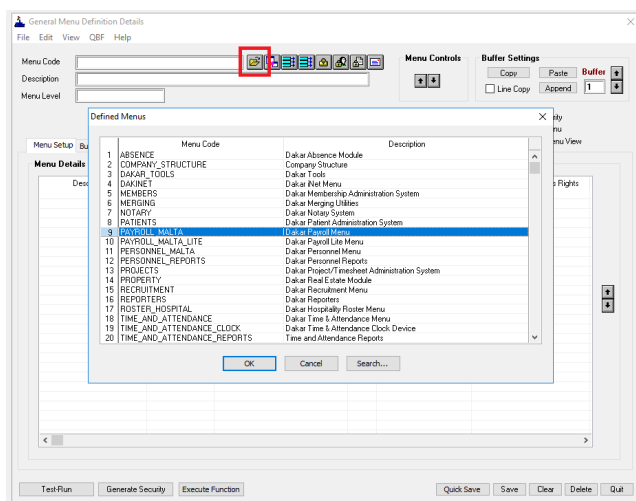 General Menu Definition Details
File Edit View QBF Help
Menu Code
Description
Menu Level
Menu Controls
Buffer Settings
Copy Paste Buffer
Line Copy Append 1
Defined Menus
Menu Setup
Menu Details
Menu Code Description
1 ABSENCE Dakar Absence Module
2 COMPANY_STRUCTURE Company Structure
3 DAKAR_TOOLS Dakar Tools
4 DAKINET Dakar iNet Menu
5 MEMBERS Dakar Membership Administration System
6 MERGING Dakar Merging Utilities
7 NOTARY Dakar Notary System
8 PATIENTS Dakar Patient Administration System
9 PAYROLL_MALTA Dakar Payroll Menu
10 PAYROLL_MALTA_LITE Dakar Payroll Lite Menu
11 PERSONNEL_MALTA Dakar Personnel Menu
12 PERSONNEL_REPORTS Dakar Personnel Reports
13 PROJECTS Dakar Project/Timesheet Administration System
14 PROPERTY Dakar Real Estate Module
15 RECRUITMENT Dakar Recruitment Menu
16 REPORTERS Dakar Reporters
17 ROSTER_HOSPITAL Dakar Hospitality Roster Menu
18 TIME_AND_ATTENDANCE Dakar Time & Attendance Menu
19 TIME_AND_ATTENDANCE_CLOCK Dakar Time & Attendance Clock Device
20 TIME_AND_ATTENDANCE_REPORTS Time and Attendance Reports
OK Cancel Search...
View
Rights
Test-Run Generate Security Execute Function Quick Save Save Clear Delete Quit